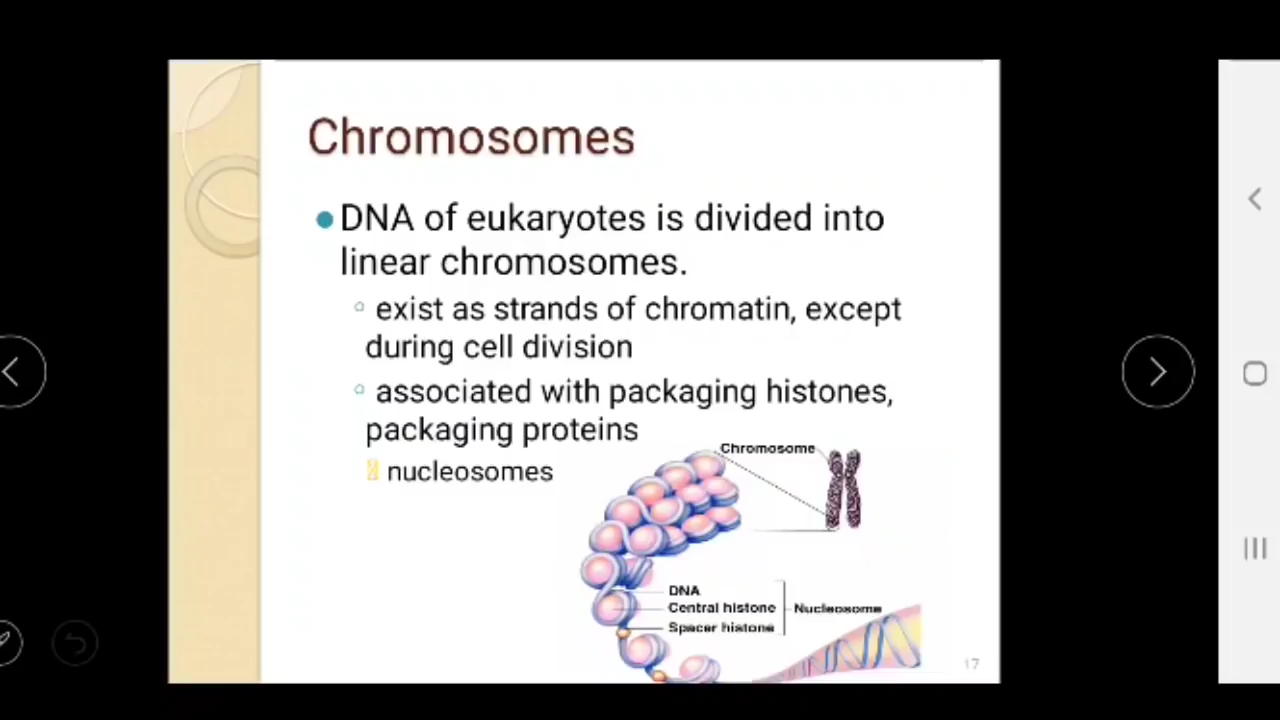 Chromosomes
DNA of eukaryotes is divided into
linear chromosomes.
exist as strands of chromatin, except
during cell division
associated with packaging histones,
packaging proteins
nucleosomes
Chromosome
DNA
Central histone
Nucleosome
Spacer histone
17